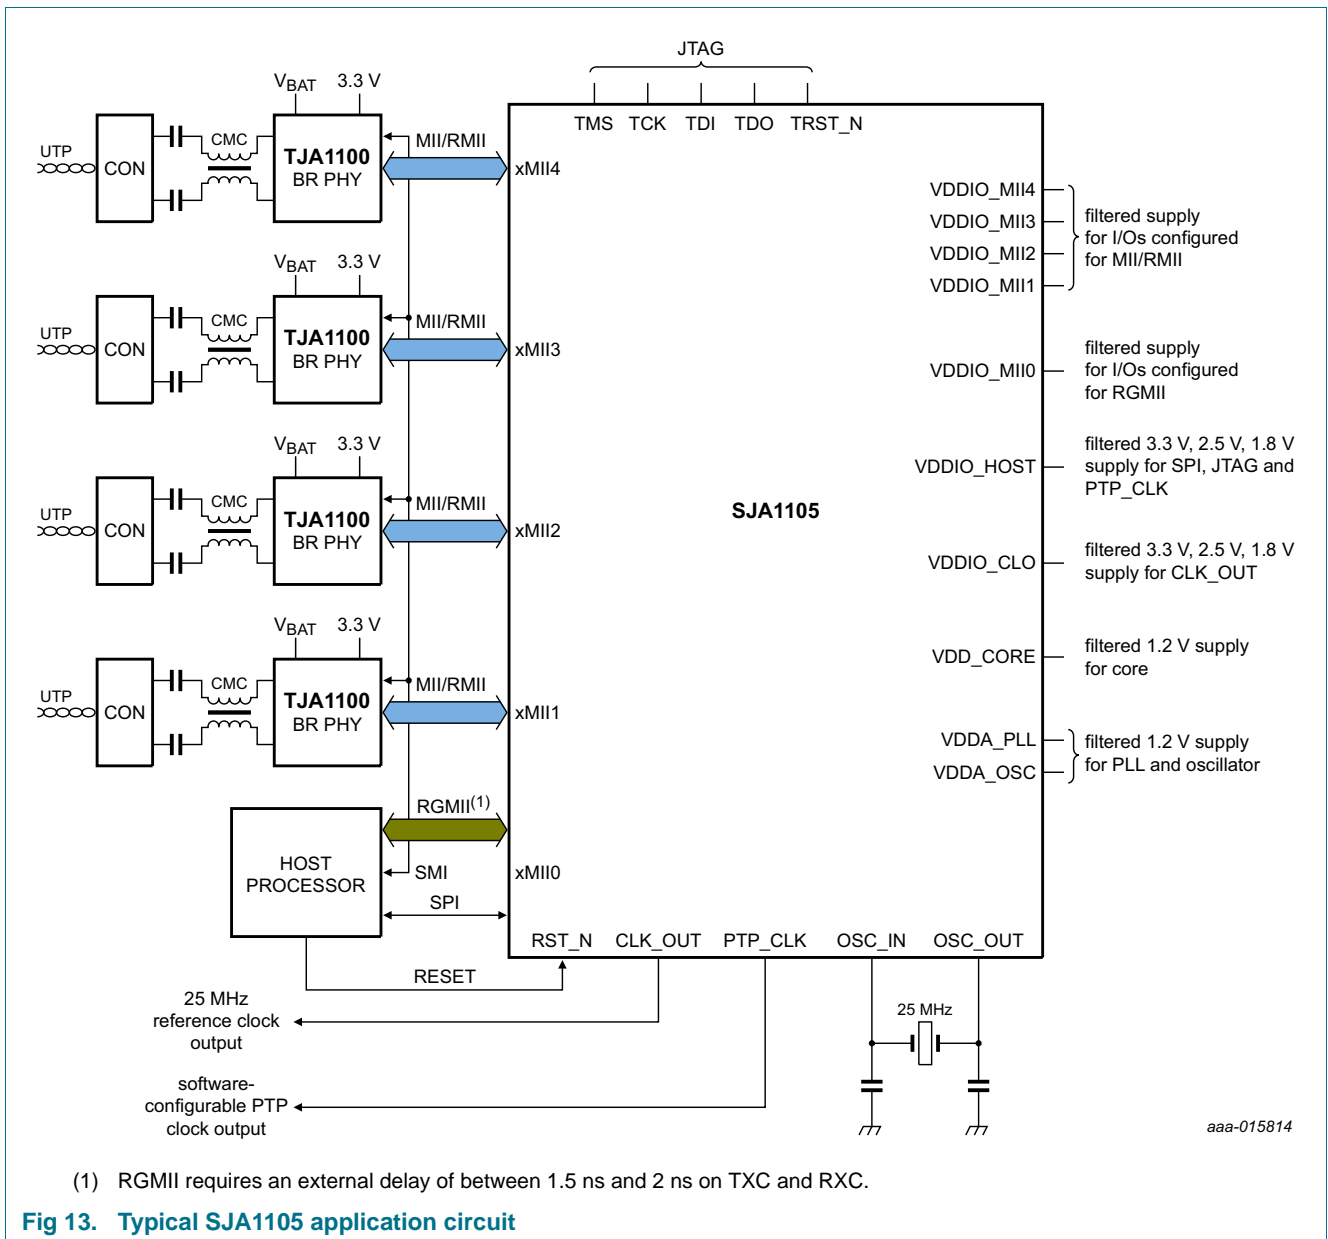 JTAG
TMS TCK TDI TDO TRST_N
VBAT 3.3 V
UTP
CON
CMC
TJA1100
BR PHY
MII/RMII
xMII4
VBAT 3.3 V
UTP
CON
CMC
TJA1100
BR PHY
MII/RMII
xMII3
VBAT 3.3 V
UTP
CON
CMC
TJA1100
BR PHY
MII/RMII
xMII2
VBAT 3.3 V
UTP
CON
CMC
TJA1100
BR PHY
MII/RMII
xMII1
HOST
PROCESSOR
RGMII(1)
SMI
xMII0
SPI
RESET
SJA1105
VDDIO_MII4
VDDIO_MII3
VDDIO_MII2
VDDIO_MII1
filtered supply
for I/Os configured
for MII/RMII
VDDIO_MII0
filtered supply
for I/Os configured
for RGMII
VDDIO_HOST
filtered 3.3 V, 2.5 V, 1.8 V
supply for SPI, JTAG and
PTP_CLK
VDDIO_CLO
filtered 3.3 V, 2.5 V, 1.8 V
supply for CLK_OUT
VDD_CORE
filtered 1.2 V supply
for core
VDDA_PLL
VDDA_OSC
filtered 1.2 V supply
for PLL and oscillator
RST_N CLK_OUT PTP_CLK OSC_IN OSC_OUT
25 MHz
reference clock
output
25 MHz
software-
configurable PTP
clock output
aaa-015814
(1) RGMII requires an external delay of between 1.5 ns and 2 ns on TXC and RXC.
Fig 13. Typical SJA1105 application circuit